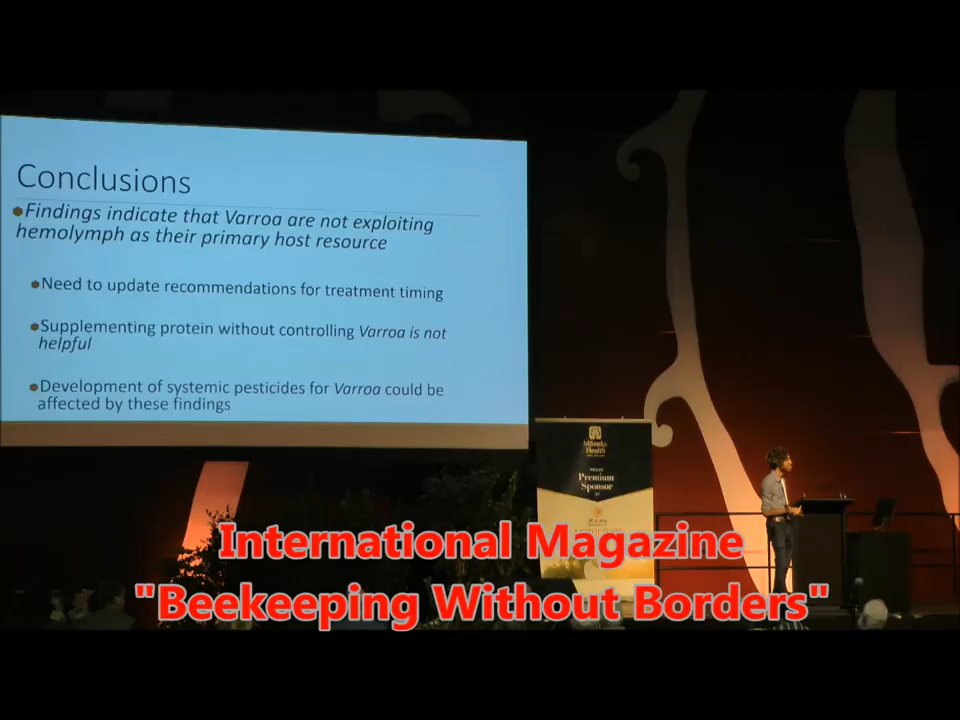 Conclusions
Findings indicate that Varroa are not exploiting
hemolymph as their primary host resource
Need to update recommendations for treatment timing
Supplementing protein without controlling Varroa is not
helpful
Development of systemic pesticides for Varroa could be
affected by these findings
Mānuka
Health
Premium
Sponsor
International Magazine
"Beekeeping Without Borders"